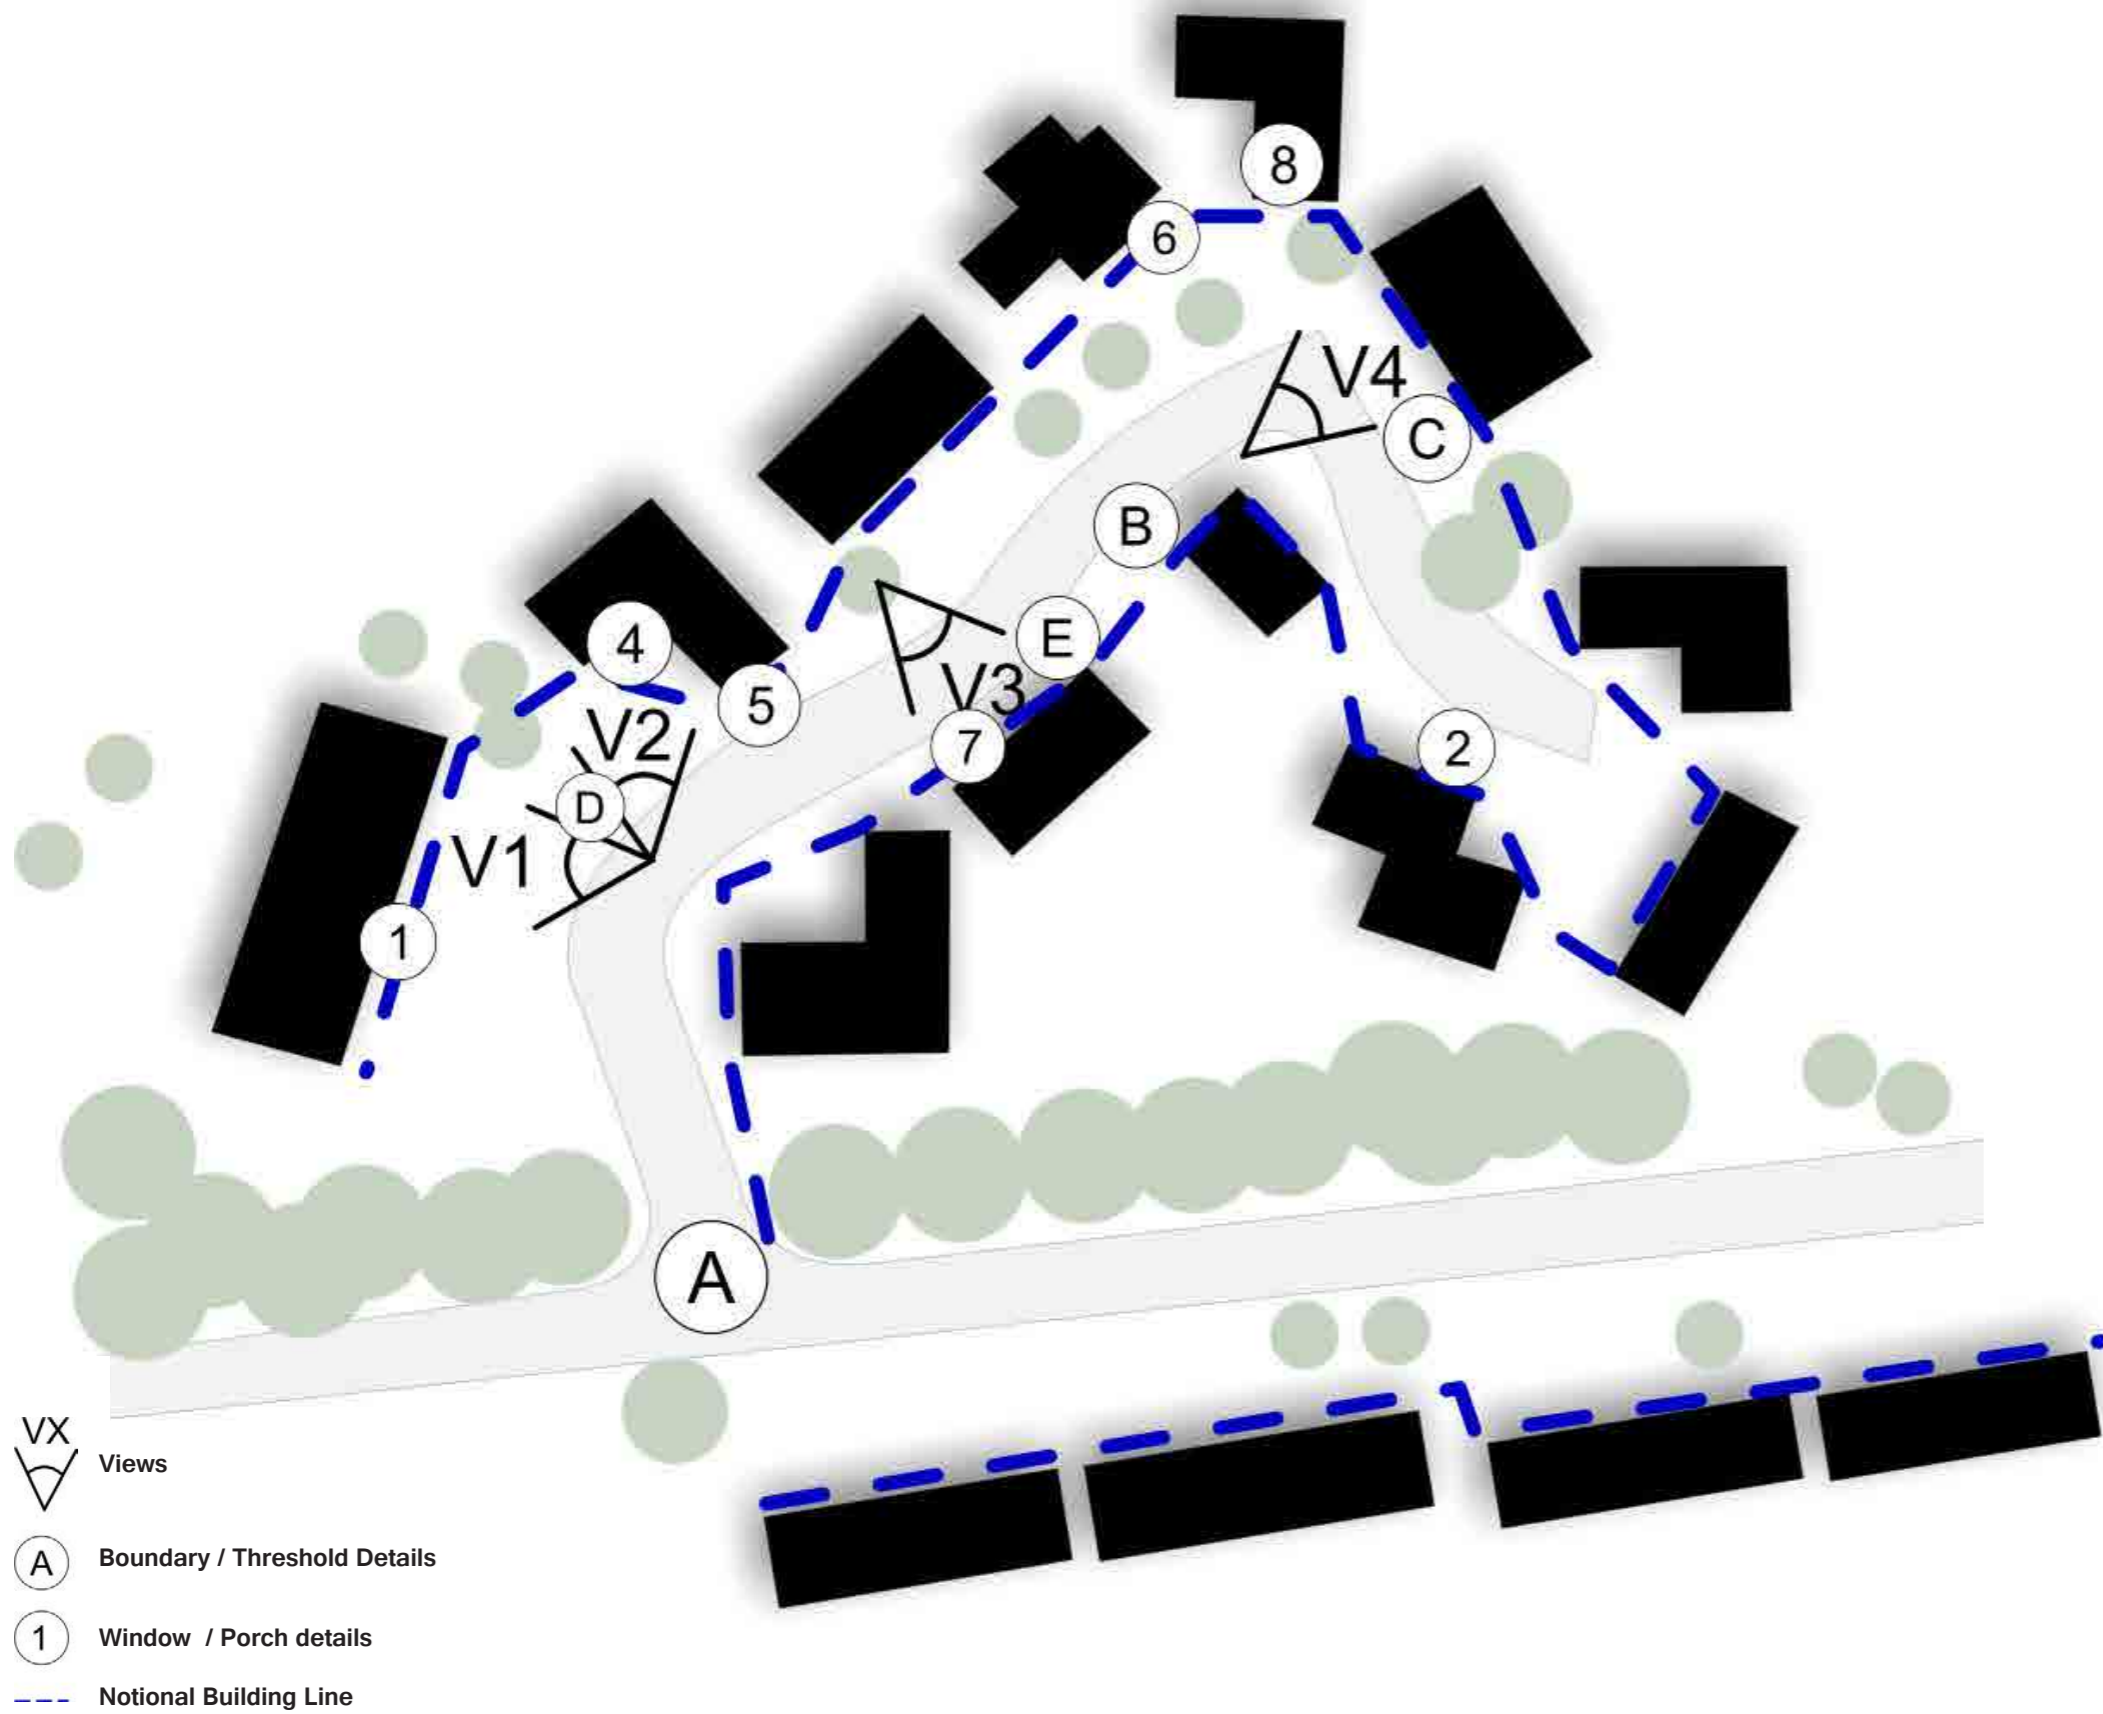 8
6
V4
C
B
4
E
5
V3
V2
7
2
D
V1
1
A
VX
Views
A
Boundary / Threshold Details
1
Window / Porch details
Notional Building Line